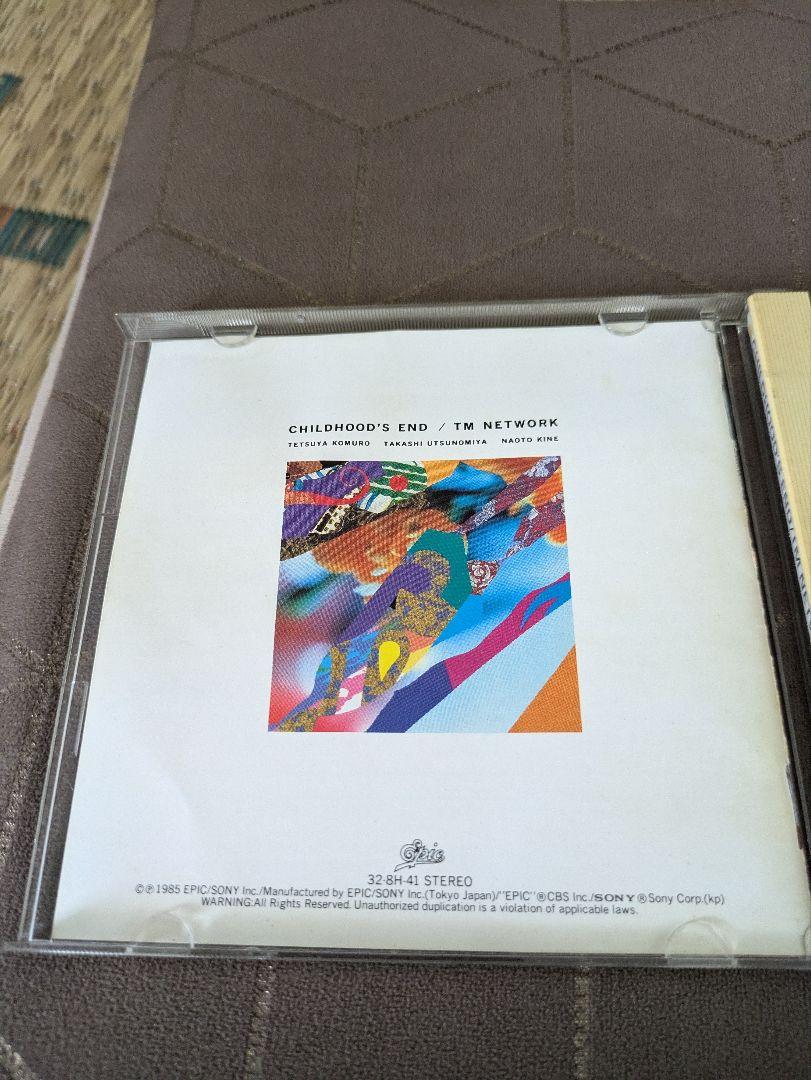 CHILDHOOD'S END / TM NETWORK
TETSUYA KOMURO TAKASHI UTSUNOMIYA NAOTO KINE
Epic
32·8H-41 STEREO
©℗1985 EPIC/SONY Inc./Manufactured by EPIC/SONY Inc.(Tokyo Japan)/"EPIC"®CBS Inc./SONY®Sony Corp.(kp)
WARNING:All Rights Reserved. Unauthorized duplication is a violation of applicable laws.